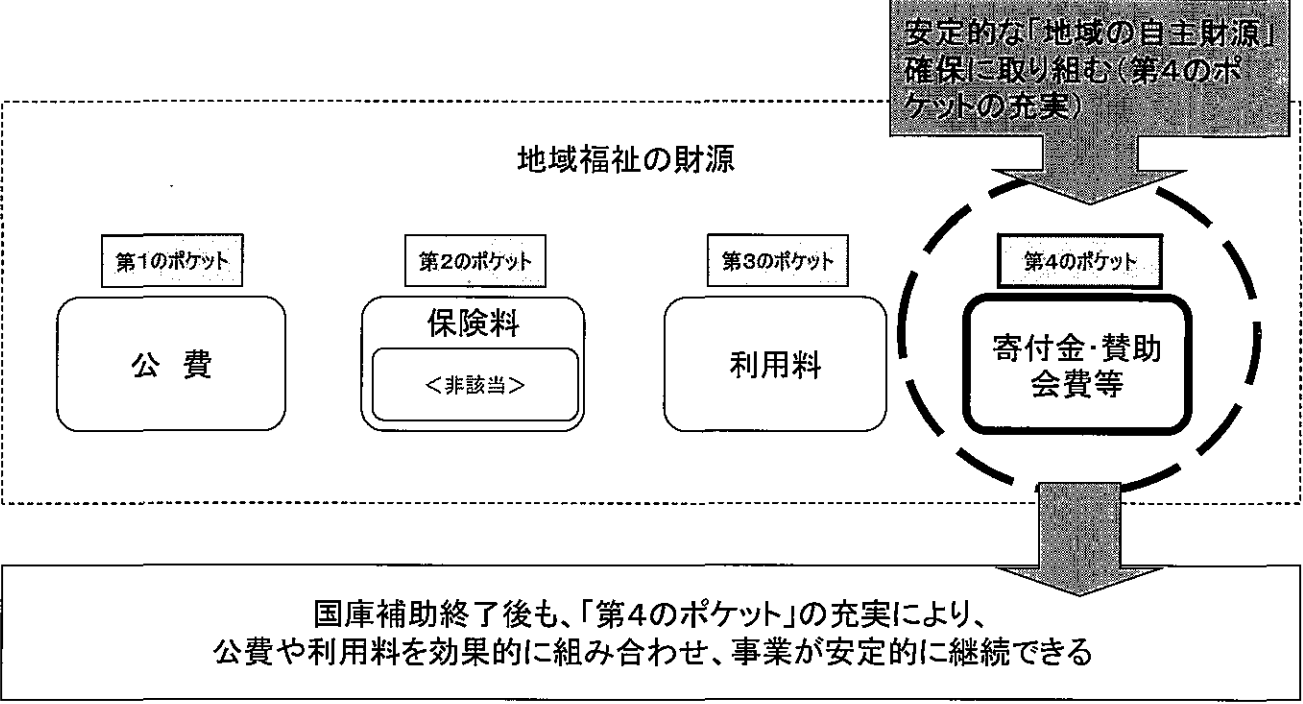 安定的な「地域の自主財源」
確保に取り組む(第4のポ
ケットの充実)
地域福祉の財源
第1のポケット
第2のポケット
第3のポケット
第4のポケット
公 費
保険料
<非該当>
利用料
寄付金・賛助
会費等
国庫補助終了後も、「第4のポケット」の充実により、
公費や利用料を効果的に組み合わせ、事業が安定的に継続できる